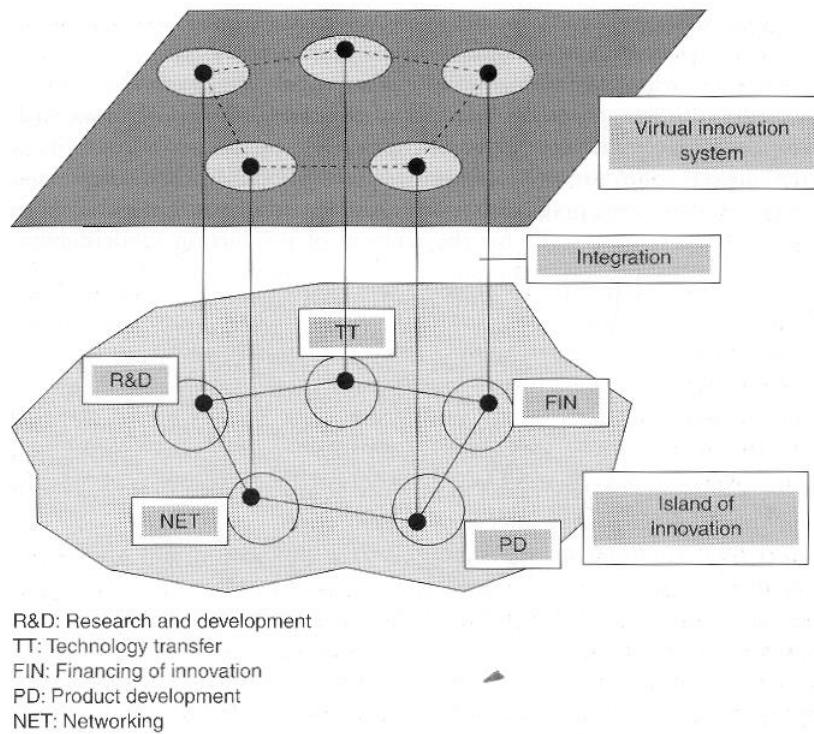 Virtual innovation
system
Integration
TT
R&D
FIN
NET
PD
Island of
innovation
R&D: Research and development
TT: Technology transfer
FIN: Financing of innovation
PD: Product development
NET: Networking